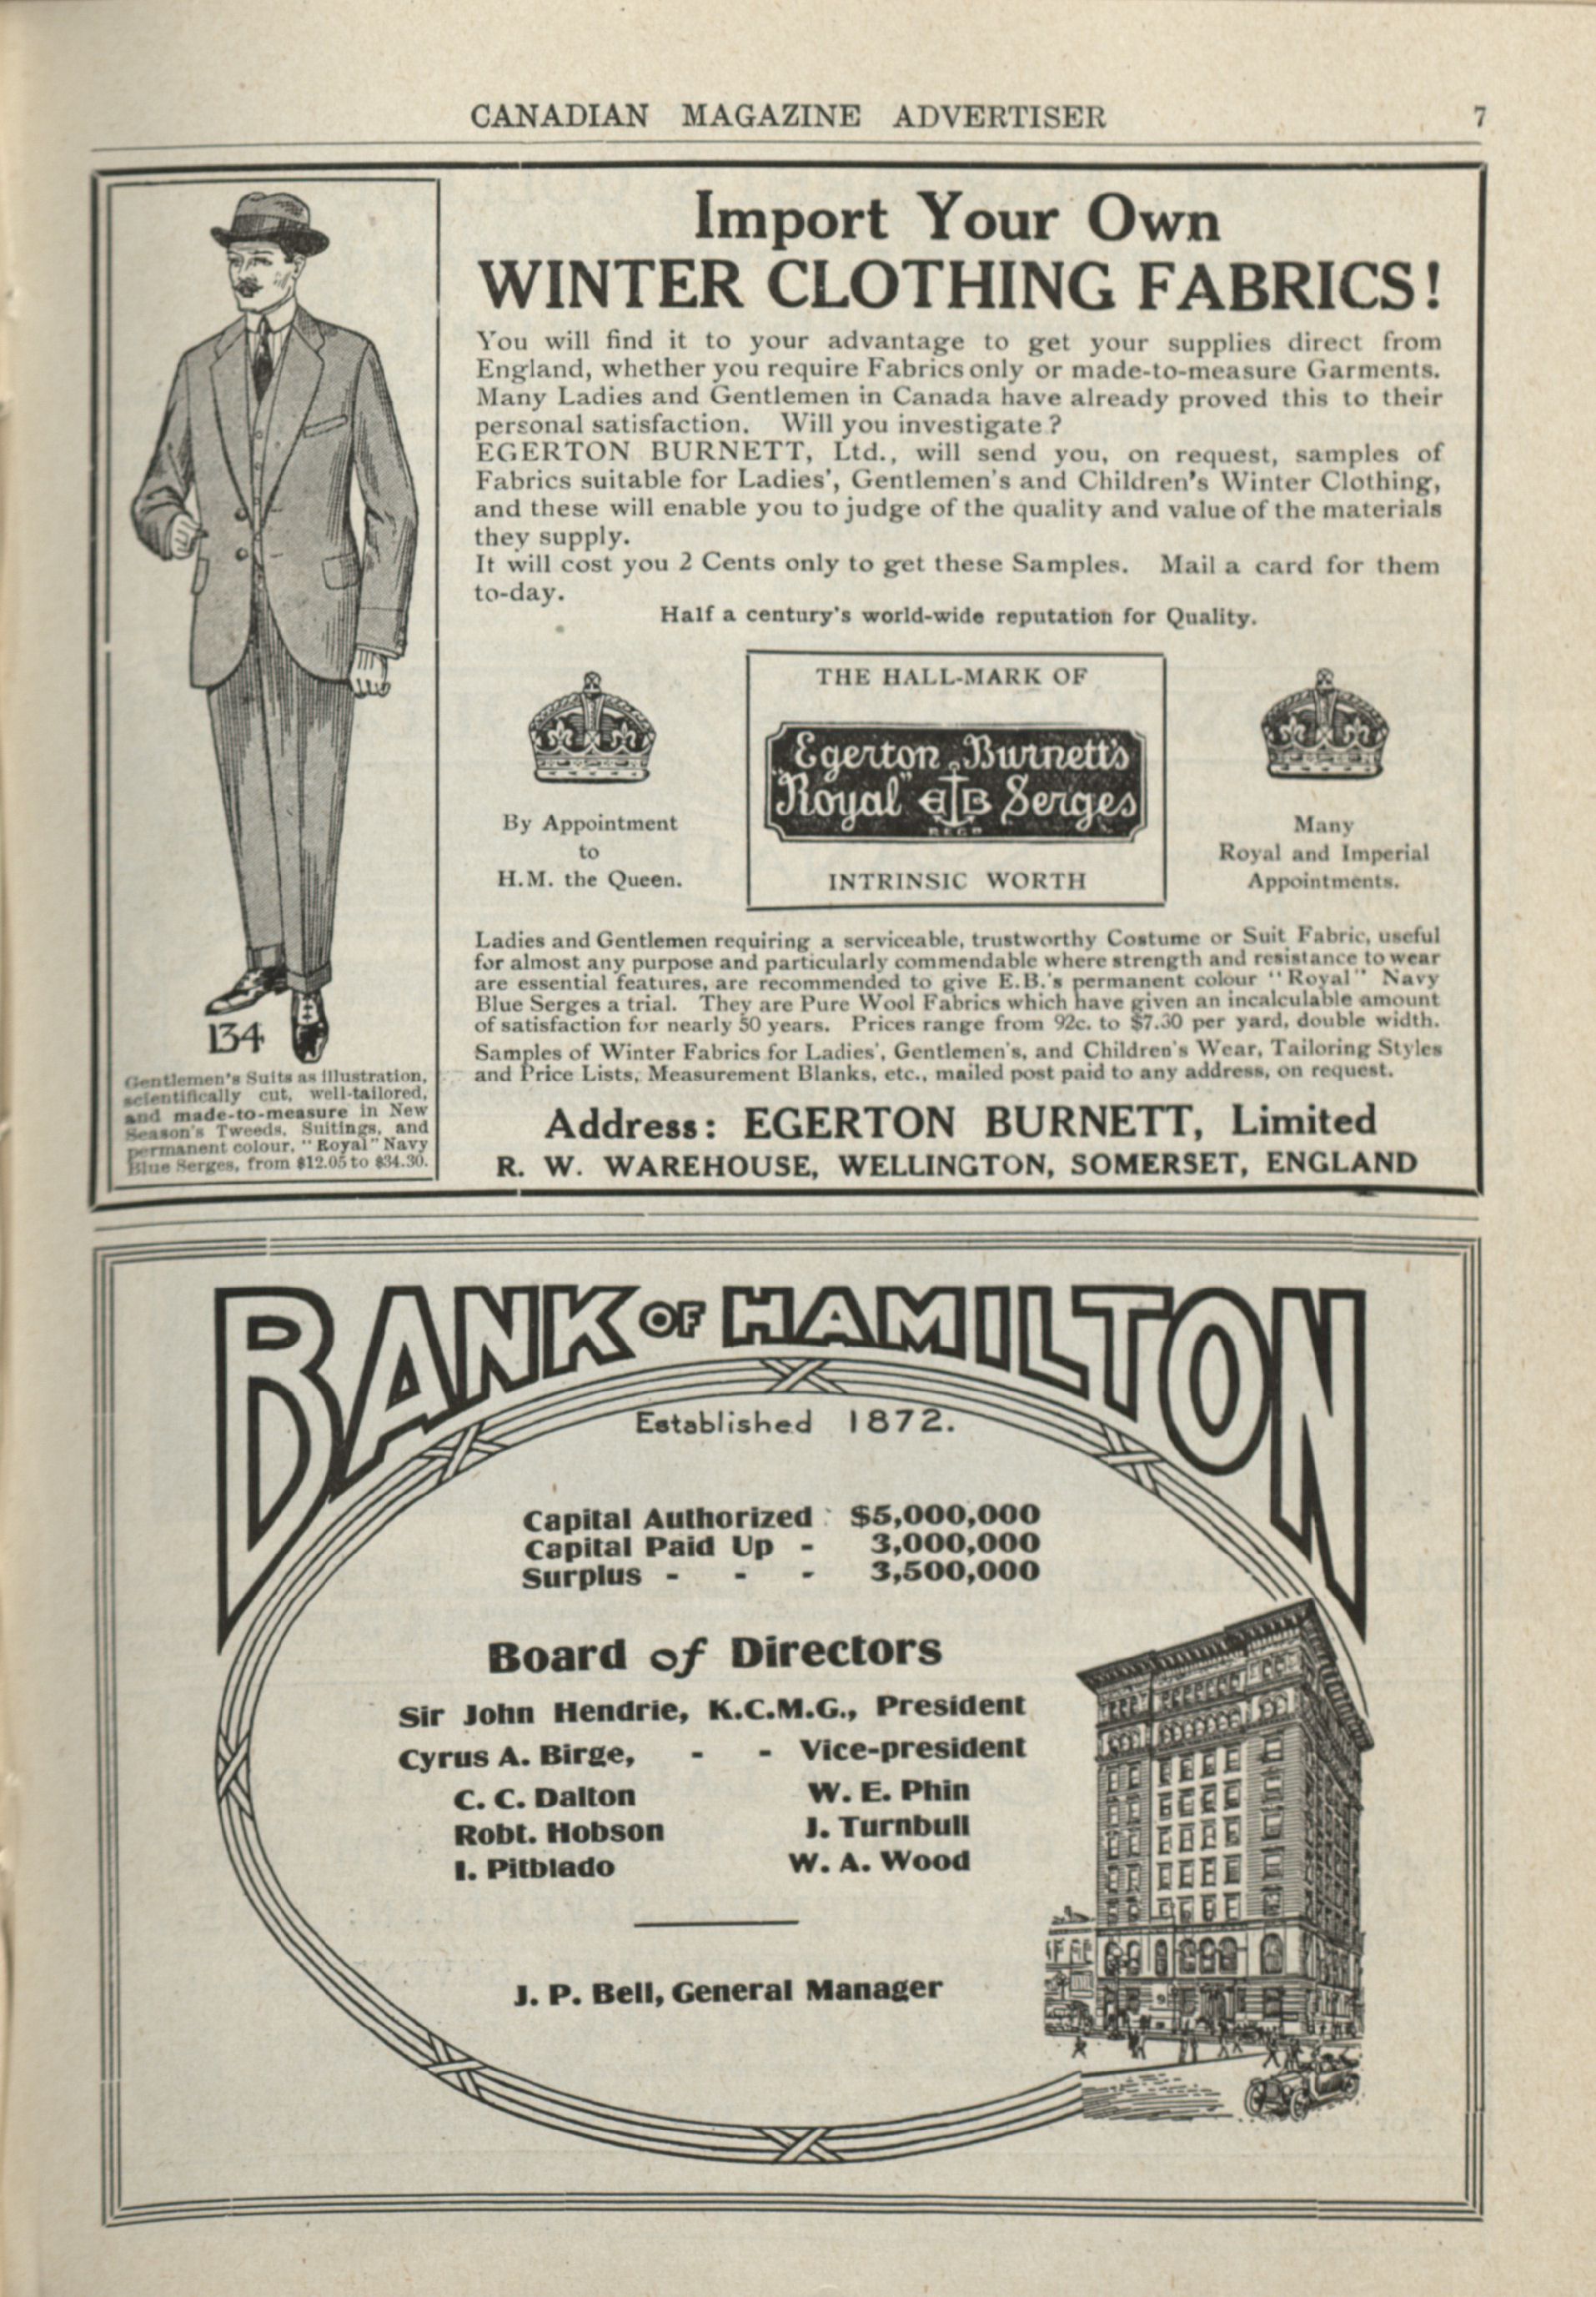 CANADIAN MAGAZINE ADVERTISER 7
134
Gentlemen's Suits as illustration,
scientifically cut, well-tailored,
and made-to-measure in New
Season's Tweeds, Suitings, and
permanent colour, "Royal" Navy
Blue Serges, from $12.05 to $34.30.
Import Your Own
WINTER CLOTHING FABRICS!
You will find it to your advantage to get your supplies direct from
England, whether you require Fabrics only or made-to-measure Garments.
Many Ladies and Gentlemen in Canada have already proved this to their
personal satisfaction. Will you investigate?
EGERTON BURNETT, Ltd., will send you, on request, samples of
Fabrics suitable for Ladies', Gentlemen's and Children's Winter Clothing,
and these will enable you to judge of the quality and value of the materials
they supply.
It will cost you 2 Cents only to get these Samples. Mail a card for them
to-day.
Half a century's world-wide reputation for Quality.
By Appointment
to
H.M. the Queen.
THE HALL-MARK OF
Egerton Burnett's
"Royal" EB Serges
REGD
INTRINSIC WORTH
Many
Royal and Imperial
Appointments.
Ladies and Gentlemen requiring a serviceable, trustworthy Costume or Suit Fabric, useful
for almost any purpose and particularly commendable where strength and resistance to wear
are essential features, are recommended to give E.B.'s permanent colour "Royal" Navy
Blue Serges a trial. They are Pure Wool Fabrics which have given an incalculable amount
of satisfaction for nearly 50 years. Prices range from 92c. to $7.30 per yard, double width.
Samples of Winter Fabrics for Ladies', Gentlemen's, and Children's Wear, Tailoring Styles
and Price Lists, Measurement Blanks, etc., mailed post paid to any address, on request.
Address: EGERTON BURNETT, Limited
R. W. WAREHOUSE, WELLINGTON, SOMERSET, ENGLAND
BANK OF HAMILTON
Established 1872.
Capital Authorized $5,000,000
Capital Paid Up - 3,000,000
Surplus - - - 3,500,000
Board of Directors
Sir John Hendrie, K.C.M.G., President
Cyrus A. Birge, - - Vice-president
C. C. Dalton W. E. Phin
Robt. Hobson J. Turnbull
I. Pitblado W. A. Wood
J. P. Bell, General Manager